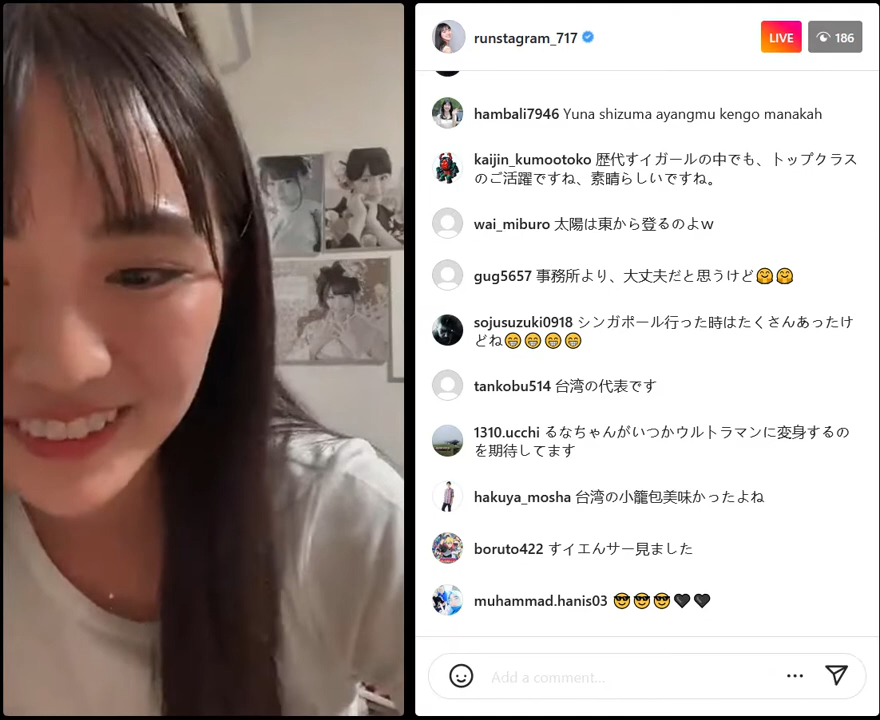 runstagram_717
LIVE
186
hambali7946 Yuna shizuma ayangmu kengo manakah
kaijin_kumootoko 歴代すイガールの中でも、トップクラス
のご活躍ですね、素晴らしいですね。
wai_miburo 太陽は東から登るのよw
gug5657 事務所より、大丈夫だと思うけど🤗🤗
sojusuzuki0918 シンガポール行った時はたくさんあったけ
どね😁😁😁😁
tankobu514 台湾の代表です
1310.ucchi るなちゃんがいつかウルトラマンに変身するの
を期待してます
hakuya_mosha 台湾の小籠包美味かったよね
boruto422 すイエんサー見ました
muhammad.hanis03 😎😎😎🖤🖤
Add a comment...